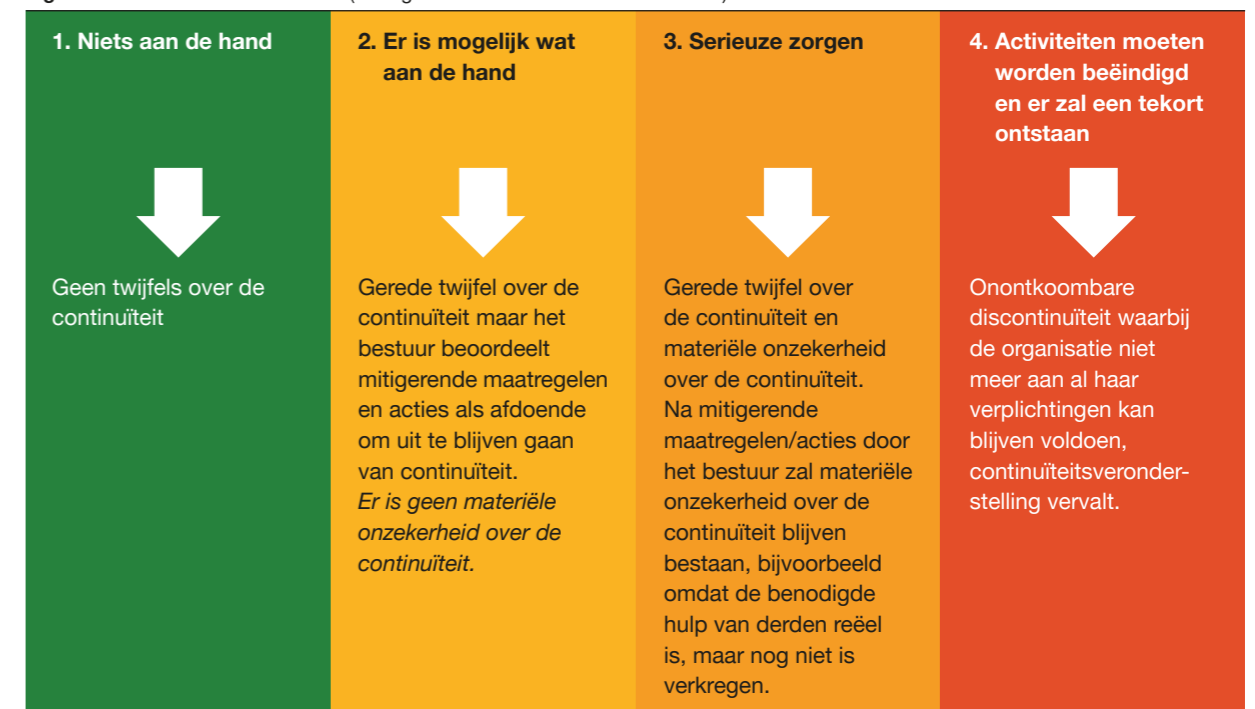 1. Niets aan de hand
Geen twijfels over de
continuïteit
2. Er is mogelijk wat
aan de hand
Gerede twijfel over de
continuïteit maar het
bestuur beoordeelt
mitigerende maatregelen
en acties als afdoende
om uit te blijven gaan
van continuïteit.
Er is geen materiële
onzekerheid over de
continuïteit.
3. Serieuze zorgen
Gerede twijfel over
de continuïteit en
materiële onzekerheid
over de continuïteit.
Na mitigerende
maatregelen/acties door
het bestuur zal materiële
onzekerheid over de
continuïteit blijven
bestaan, bijvoorbeeld
omdat de benodigde
hulp van derden reëel
is, maar nog niet is
verkregen.
4. Activiteiten moeten
worden beëindigd
en er zal een tekort
ontstaan
Onontkoombare
discontinuïteit waarbij
de organisatie niet
meer aan al haar
verplichtingen kan
blijven voldoen,
continuïteitsveronder-
stelling vervalt.